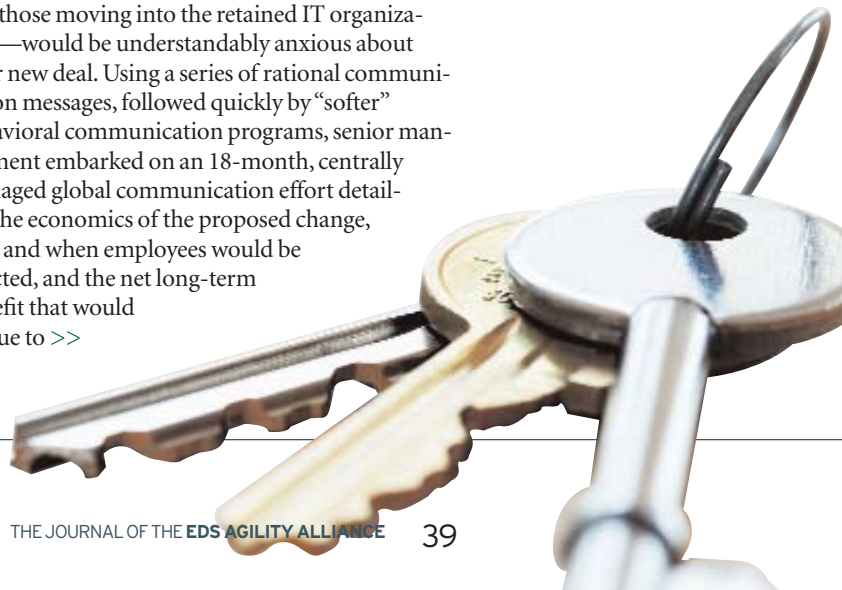 those moving into the retained IT organiza-
—would be understandably anxious about
r new deal. Using a series of rational communi-
on messages, followed quickly by “softer”
avioral communication programs, senior man-
ment embarked on an 18-month, centrally
aged global communication effort detail-
he economics of the proposed change,
and when employees would be
cted, and the net long-term
efit that would
ue to >>
THE JOURNAL OF THE EDS AGILITY ALLIANCE 39